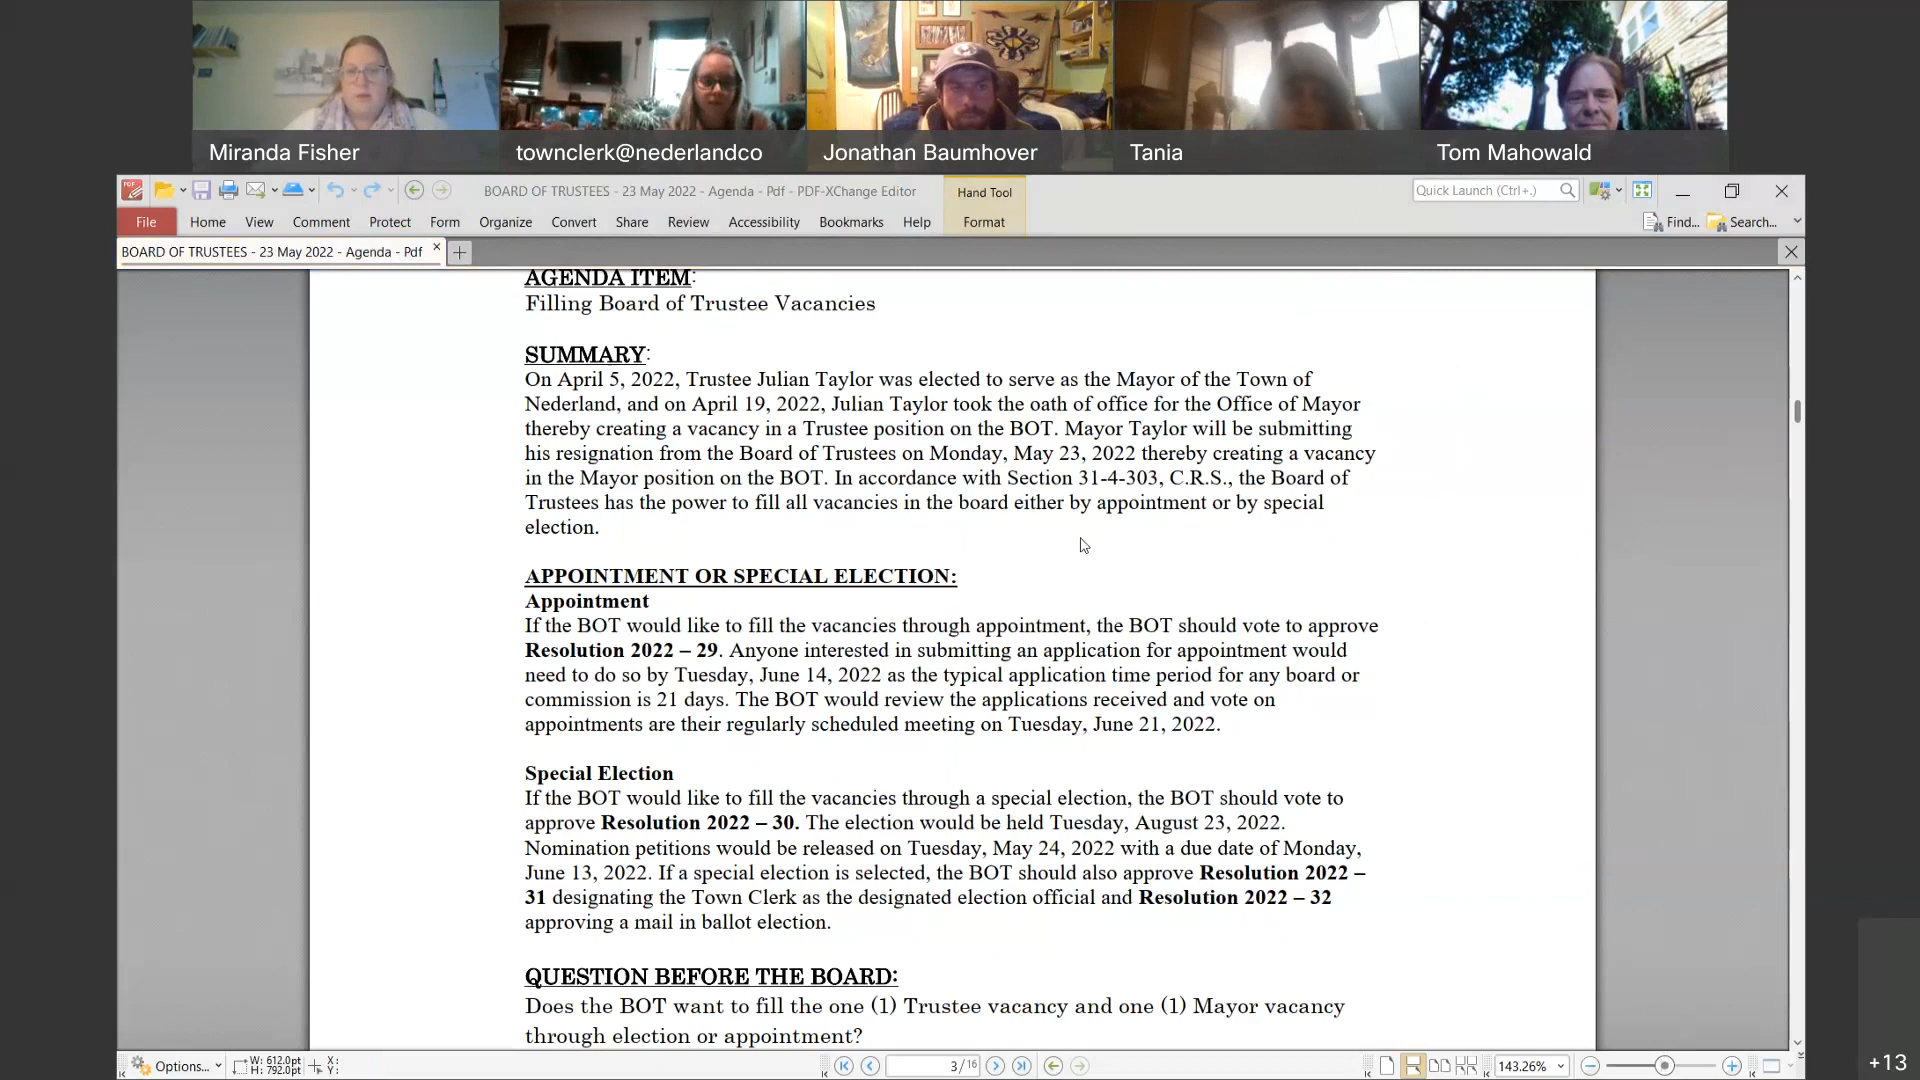 Miranda Fisher
townclerk@nederlandco
Jonathan Baumhover
Tania
Tom Mahowald
BOARD OF TRUSTEES - 23 May 2022 - Agenda - Pdf - PDF-XChange Editor
Hand Tool
Quick Launch (Ctrl+.)
File Home View Comment Protect Form Organize Convert Share Review Accessibility Bookmarks Help Format Find... Search...
BOARD OF TRUSTEES - 23 May 2022 - Agenda - Pdf
AGENDA ITEM:
Filling Board of Trustee Vacancies
SUMMARY:
On April 5, 2022, Trustee Julian Taylor was elected to serve as the Mayor of the Town of
Nederland, and on April 19, 2022, Julian Taylor took the oath of office for the Office of Mayor
thereby creating a vacancy in a Trustee position on the BOT. Mayor Taylor will be submitting
his resignation from the Board of Trustees on Monday, May 23, 2022 thereby creating a vacancy
in the Mayor position on the BOT. In accordance with Section 31-4-303, C.R.S., the Board of
Trustees has the power to fill all vacancies in the board either by appointment or by special
election.
APPOINTMENT OR SPECIAL ELECTION:
Appointment
If the BOT would like to fill the vacancies through appointment, the BOT should vote to approve
Resolution 2022 – 29. Anyone interested in submitting an application for appointment would
need to do so by Tuesday, June 14, 2022 as the typical application time period for any board or
commission is 21 days. The BOT would review the applications received and vote on
appointments are their regularly scheduled meeting on Tuesday, June 21, 2022.
Special Election
If the BOT would like to fill the vacancies through a special election, the BOT should vote to
approve Resolution 2022 – 30. The election would be held Tuesday, August 23, 2022.
Nomination petitions would be released on Tuesday, May 24, 2022 with a due date of Monday,
June 13, 2022. If a special election is selected, the BOT should also approve Resolution 2022 –
31 designating the Town Clerk as the designated election official and Resolution 2022 – 32
approving a mail in ballot election.
QUESTION BEFORE THE BOARD:
Does the BOT want to fill the one (1) Trustee vacancy and one (1) Mayor vacancy
through election or appointment?
Options...
W: 612.0pt
H: 792.0pt
X:
Y:
3 / 16
143.26%
+13